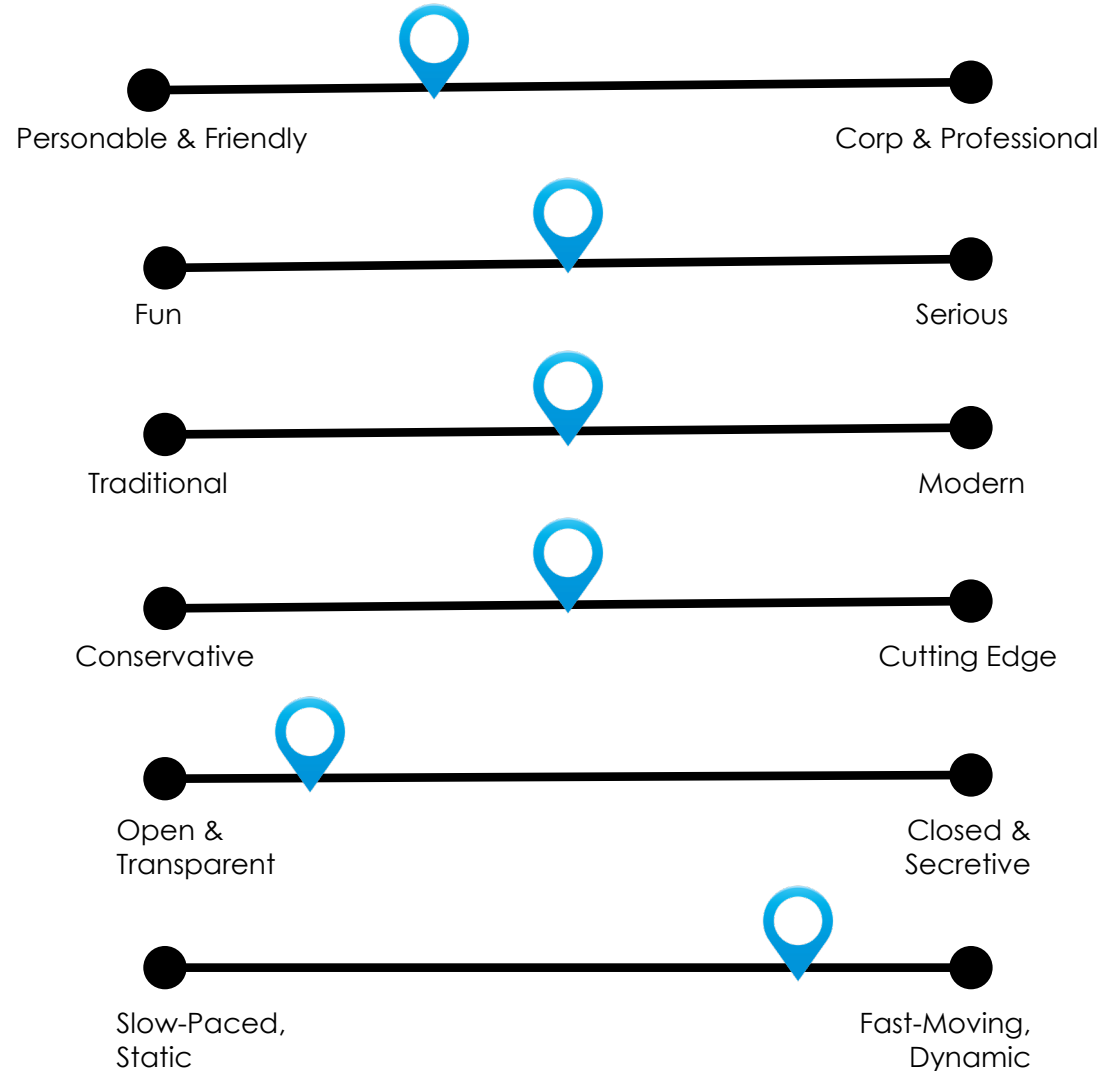 Personable & Friendly
Corp & Professional
Fun
Serious
Traditional
Modern
Conservative
Cutting Edge
Open &
Transparent
Closed &
Secretive
Slow-Paced,
Static
Fast-Moving,
Dynamic